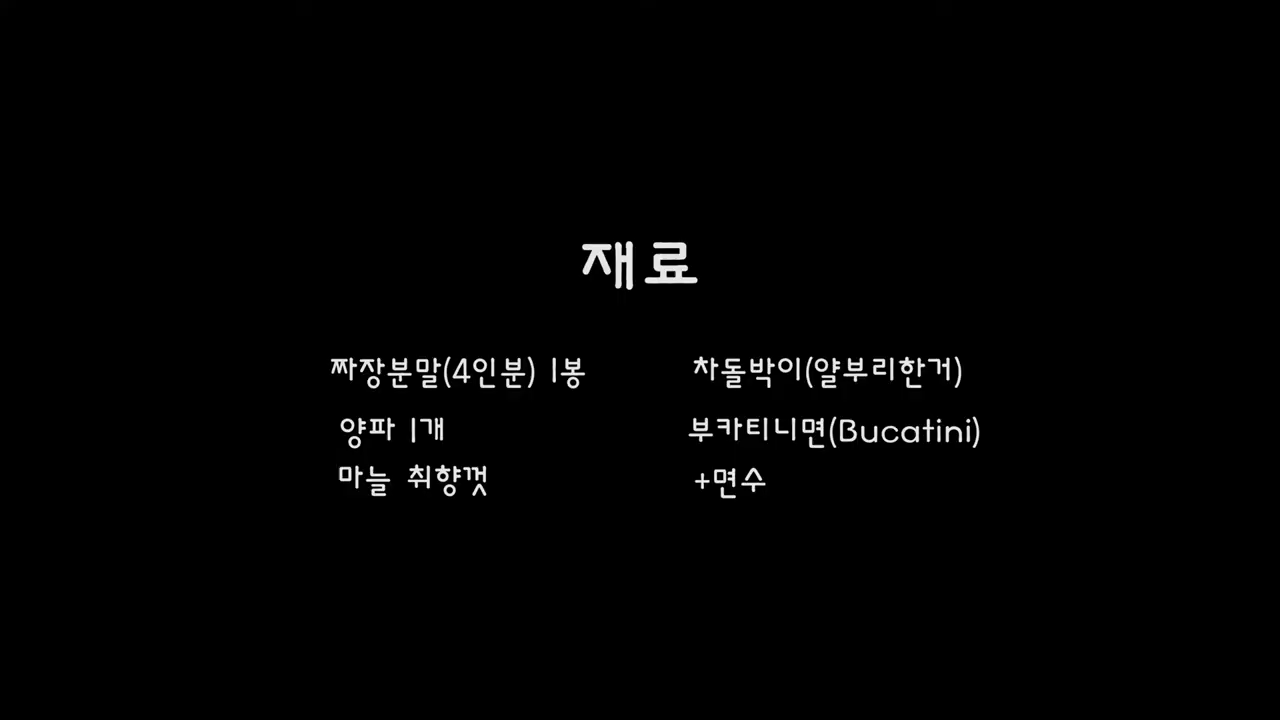 재료
짜장분말(4인분) 1봉
양파 1개
마늘 취향껏
차돌박이(얄부리한거)
부카티니면(Bucatini)
+면수